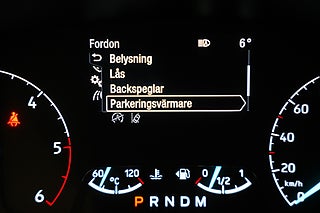 Fordon 6°
Belysning
Lås
Backspeglar
Parkeringsvärmare
4
5
6
60
40
20
km/h
0
60 °C 120
0 1/2 1
P R N D M